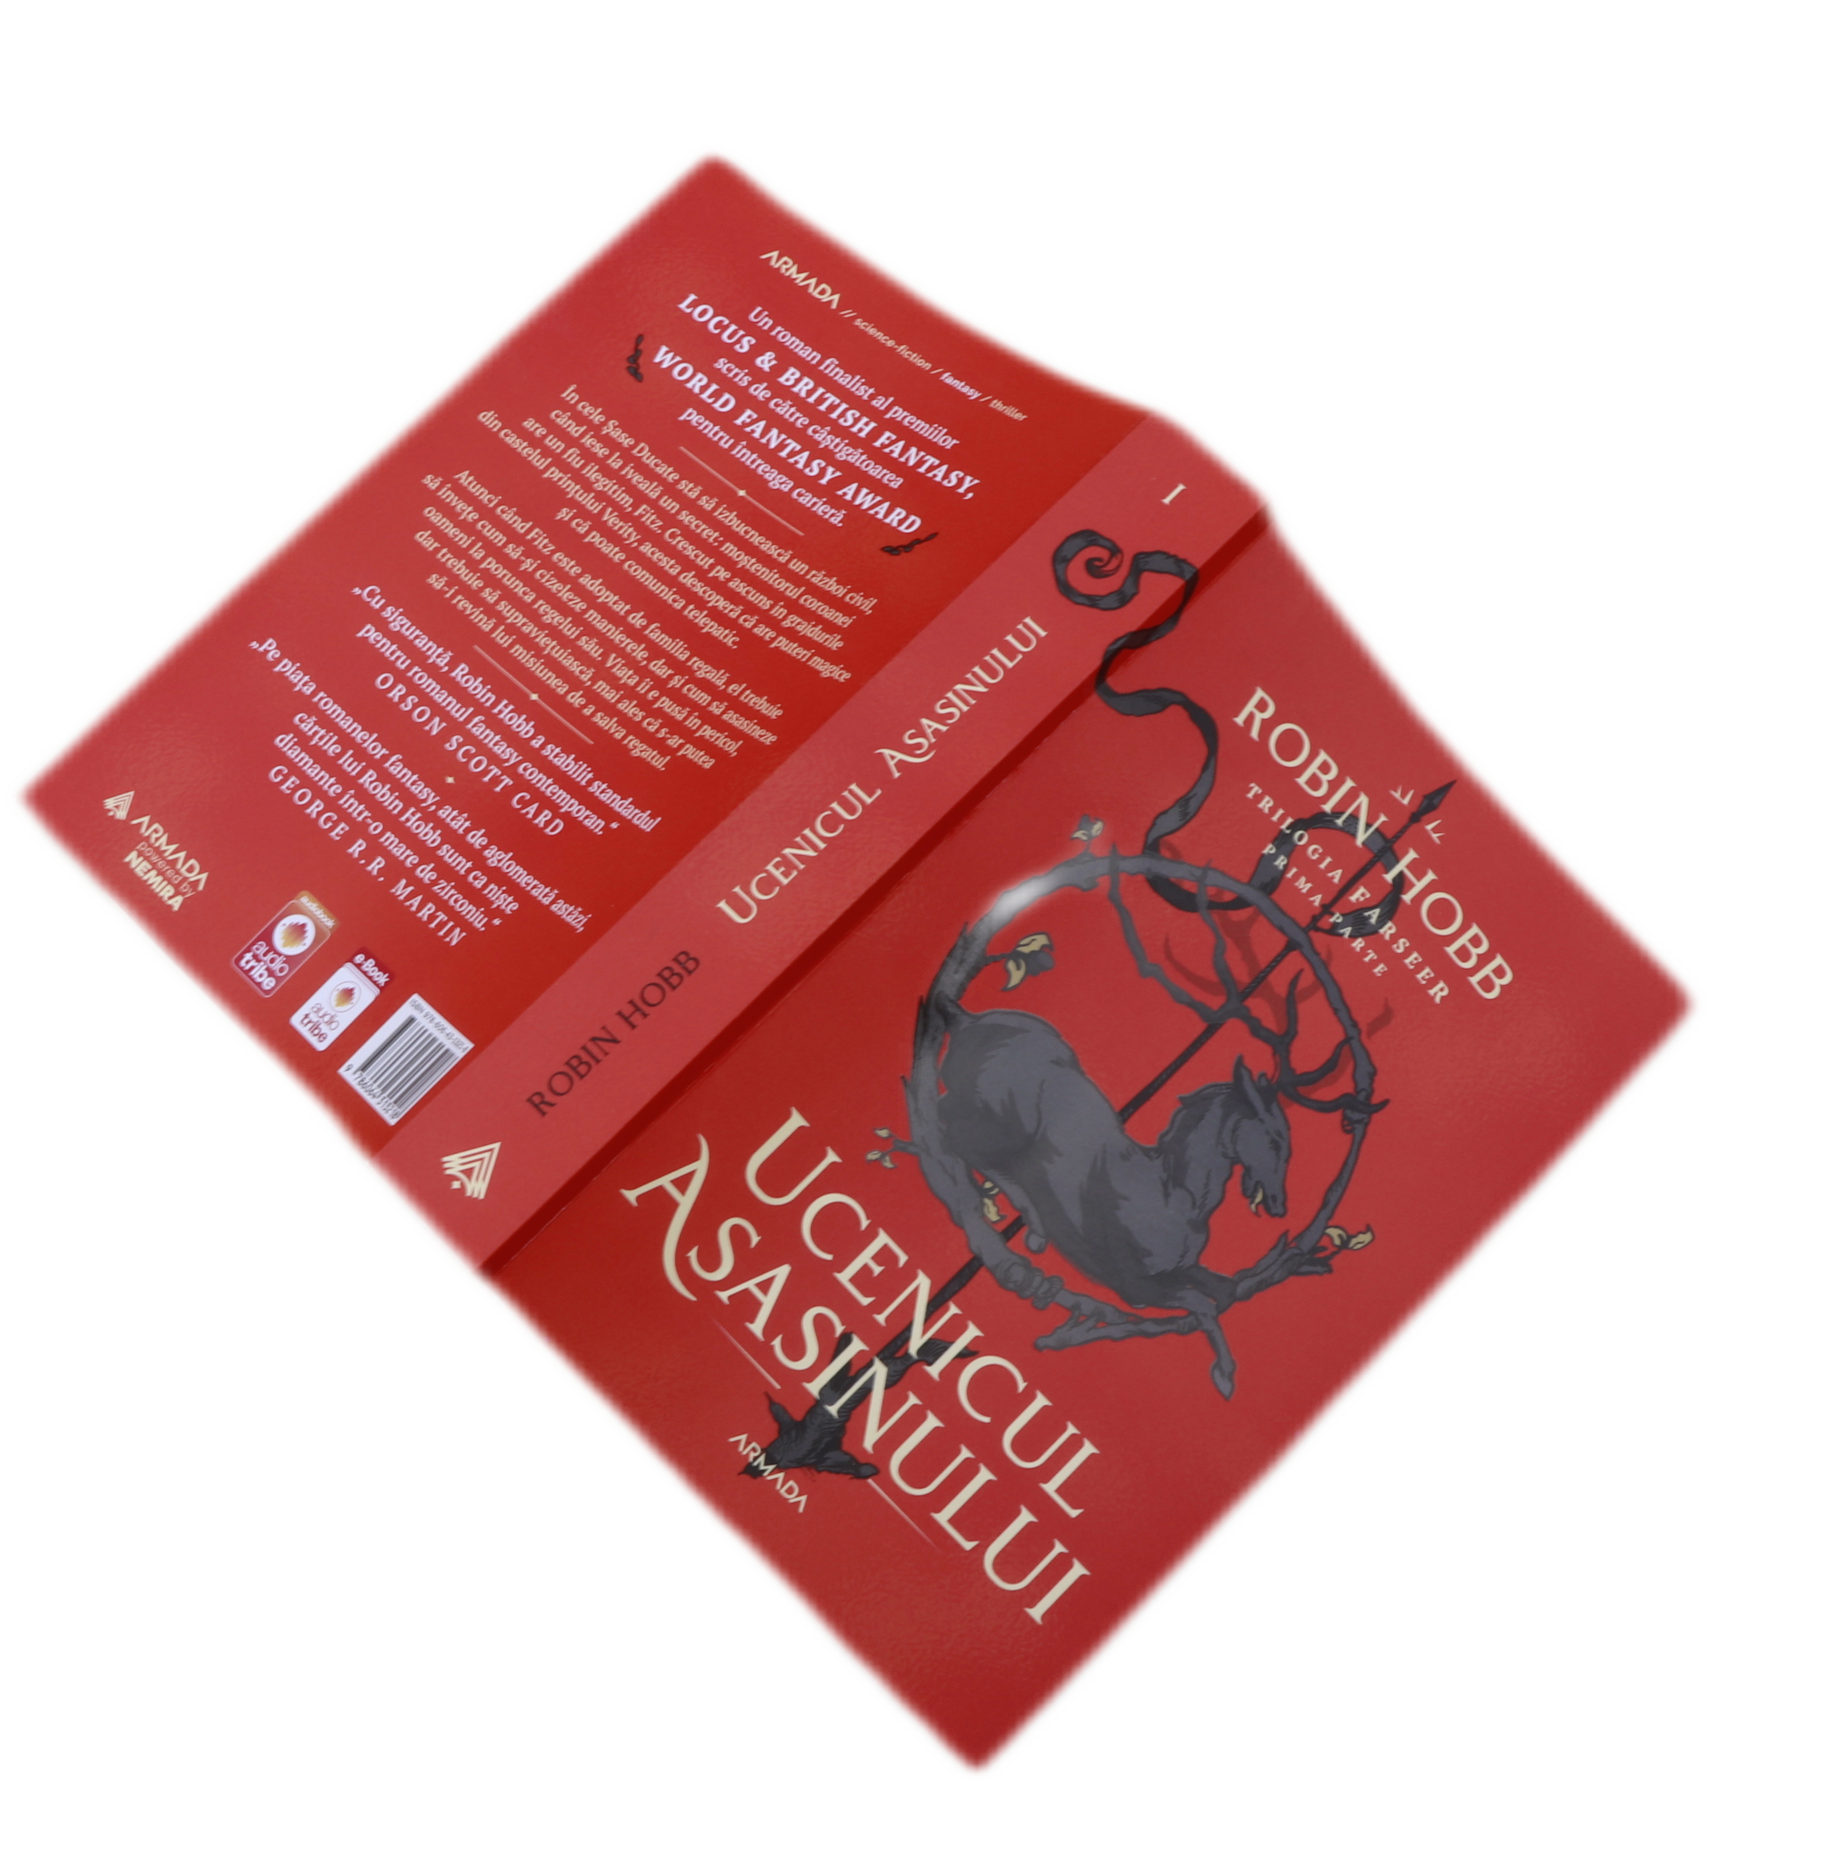 ARMADA // science-fiction / fantasy / thriller
Un roman finalist al premiilor
LOCUS & BRITISH FANTASY,
scris de către câștigătoarea
WORLD FANTASY AWARD
pentru întreaga carieră.
În cele Șase Ducate stă să izbucnească un război civil,
când iese la iveală un secret: moștenitorul coroanei
are un fiu ilegitim, Fitz. Crescut pe ascuns în grajdurile
din castelul prințului Verity, acesta descoperă că are puteri magice
și că poate comunica telepatic.
Atunci când Fitz este adoptat de familia regală, el trebuie
să învețe cum să-și cizeleze manierele, dar și cum să asasineze
oameni la porunca regelui său. Viața îi e pusă în pericol,
dar trebuie să supraviețuiască, mai ales că s-ar putea
să-i revină lui misiunea de a salva regatul.
„Cu siguranță, Robin Hobb a stabilit standardul
pentru romanul fantasy contemporan.“
ORSON SCOTT CARD
„Pe piața romanelor fantasy, atât de aglomerată astăzi,
cărțile lui Robin Hobb sunt ca niște
diamante într-o mare de zirconiu.“
GEORGE R.R. MARTIN
ARMADA
powered by
NEMIRA
audiobook
audio
tribe
e-Book
audio
tribe
I
UCENICUL ASASINULUI
ROBIN HOBB
ROBIN HOBB
TRILOGIA FARSEER
PRIMA PARTE
UCENICUL
ASASINULUI
ARMADA